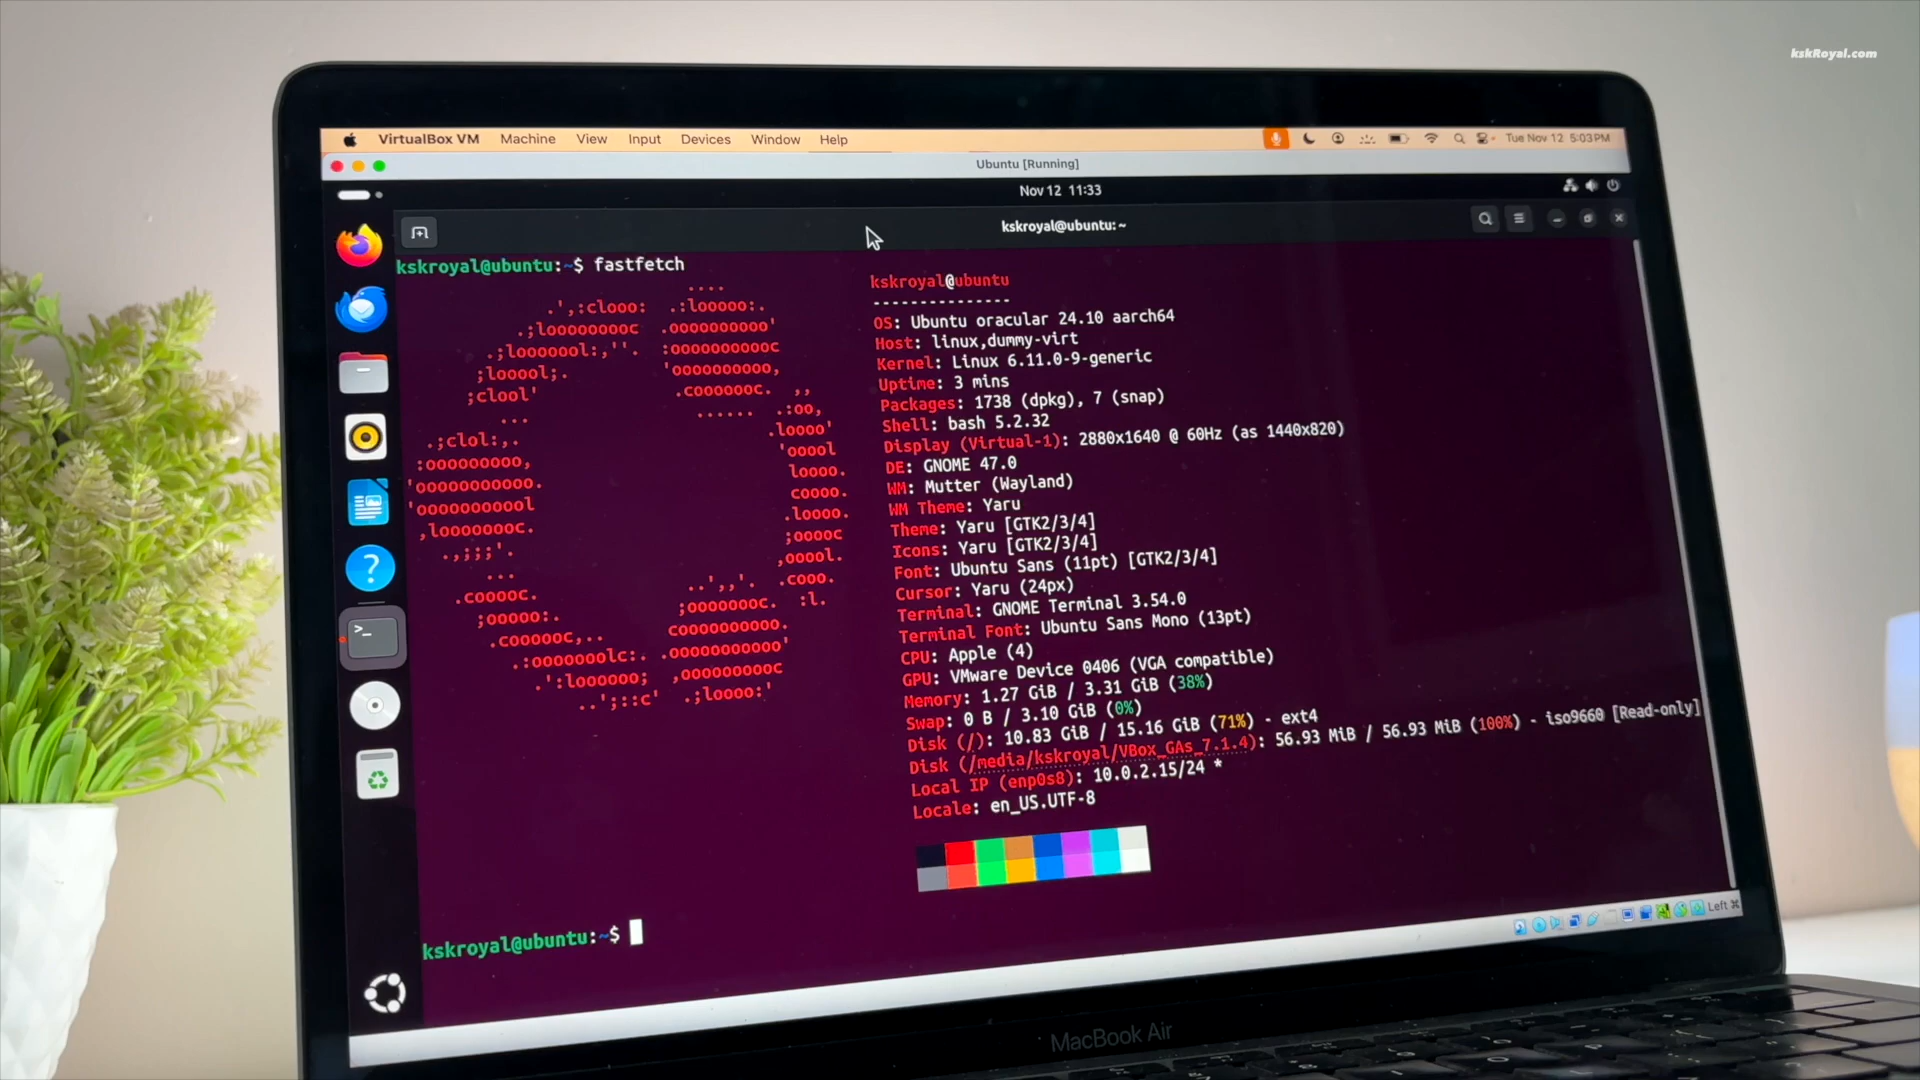 kskRoyal.com
VirtualBox VM Machine View Input Devices Window Help Tue Nov 12 5:03 PM
Ubuntu [Running]
Nov 12 11:33
kskroyal@ubuntu: ~
kskroyal@ubuntu:~$ fastfetch
kskroyal@ubuntu
---------------
OS: Ubuntu oracular 24.10 aarch64
Host: linux,dummy-virt
Kernel: Linux 6.11.0-9-generic
Uptime: 3 mins
Packages: 1738 (dpkg), 7 (snap)
Shell: bash 5.2.32
Display (Virtual-1): 2880x1640 @ 60Hz (as 1440x820)
DE: GNOME 47.0
WM: Mutter (Wayland)
WM Theme: Yaru
Theme: Yaru [GTK2/3/4]
Icons: Yaru [GTK2/3/4]
Font: Ubuntu Sans (11pt) [GTK2/3/4]
Cursor: Yaru (24px)
Terminal: GNOME Terminal 3.54.0
Terminal Font: Ubuntu Sans Mono (13pt)
CPU: Apple (4)
GPU: VMware Device 0406 (VGA compatible)
Memory: 1.27 GiB / 3.31 GiB (38%)
Swap: 0 B / 3.10 GiB (0%)
Disk (/): 10.83 GiB / 15.16 GiB (71%) - ext4
Disk (/media/kskroyal/VBox_GAs_7.1.4): 56.93 MiB / 56.93 MiB (100%) - iso9660 [Read-only]
Local IP (enp0s8): 10.0.2.15/24 *
Locale: en_US.UTF-8
kskroyal@ubuntu:~$
Left ⌘
MacBook Air